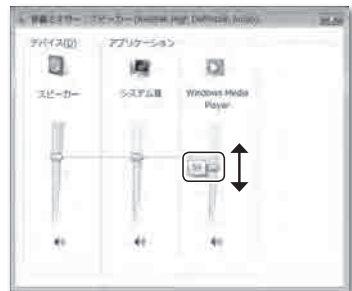 音量ミキサー - スピーカー (Realtek High Definition Audio)
デバイス(D)
アプリケーション
スピーカー
システム音
Windows Media
Player